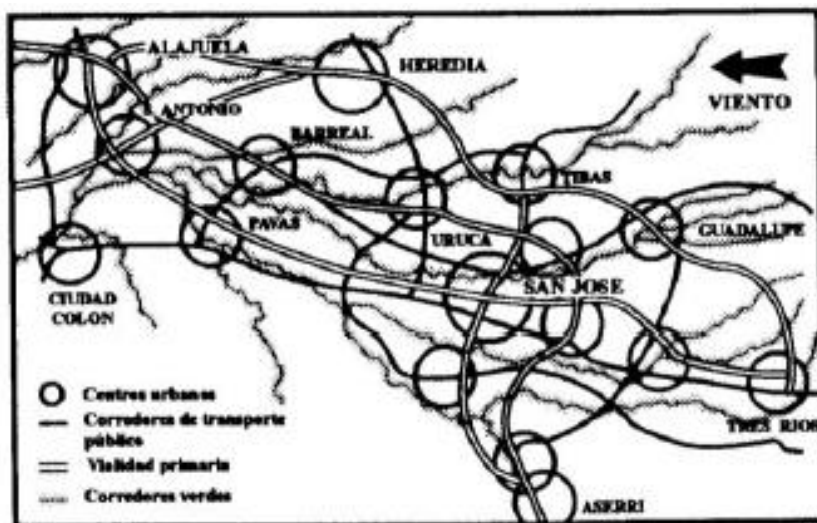 ALAJUELA
HEREDIA
VIENTO
S. ANTONIO
BARREAL
TIBAS
GUADALUPE
PAVAS
URUCA
SAN JOSE
CIUDAD
COLON
TRES RIOS
ASERRI
Centros urbanos
Corredores de transporte
público
Vialidad primaria
Corredores verdes